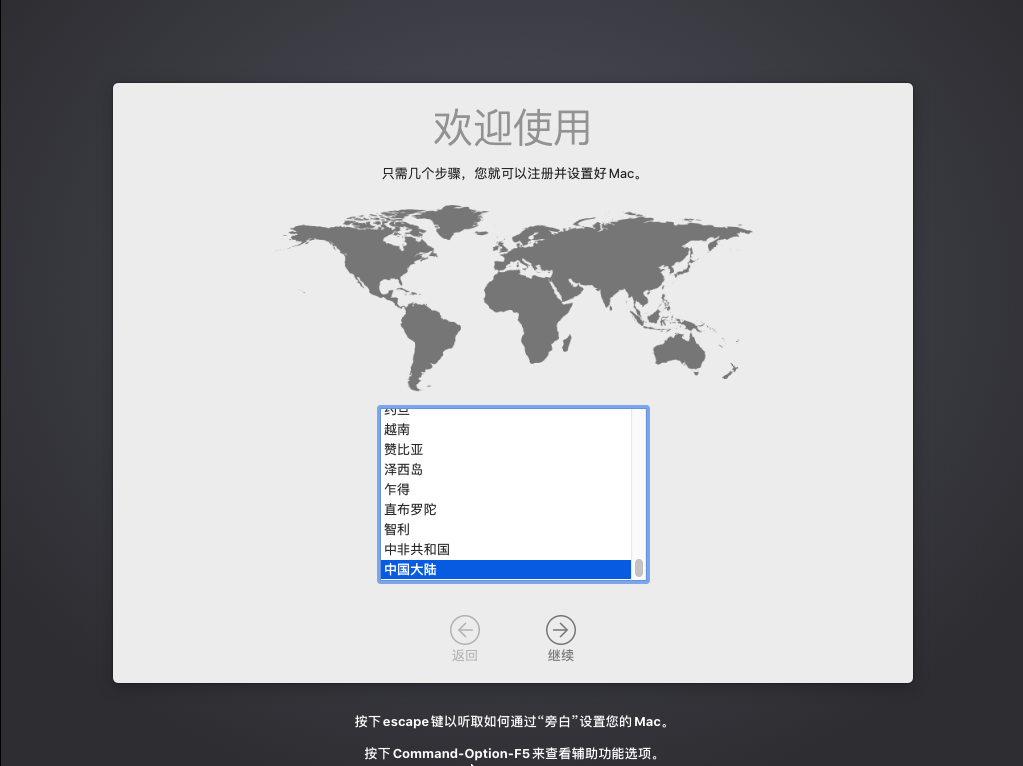 欢迎使用
只需几个步骤，您就可以注册并设置好 Mac。
约旦
越南
赞比亚
泽西岛
乍得
直布罗陀
智利
中非共和国
中国大陆
返回
继续
按下 escape 键以听取如何通过“旁白”设置您的 Mac。
按下 Command-Option-F5 来查看辅助功能选项。